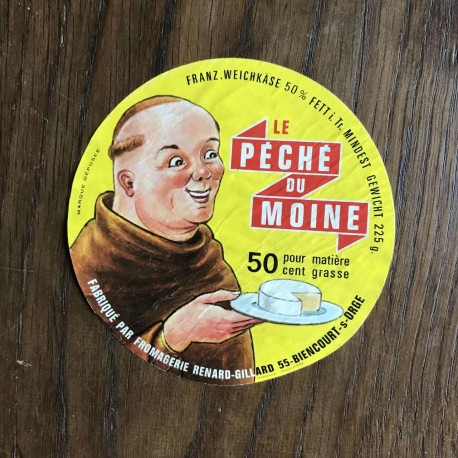 FRANZ. WEICHKÄSE 50% FETT i. Tr. MINDEST GEWICHT 225 g.
LE
PÉCHÉ
DU
MOINE
MARQUE DÉPOSÉE
50 pour matière
cent grasse
FABRIQUÉ PAR FROMAGERIE RENARD-GILLARD 55-BIENCOURT-S-ORGE